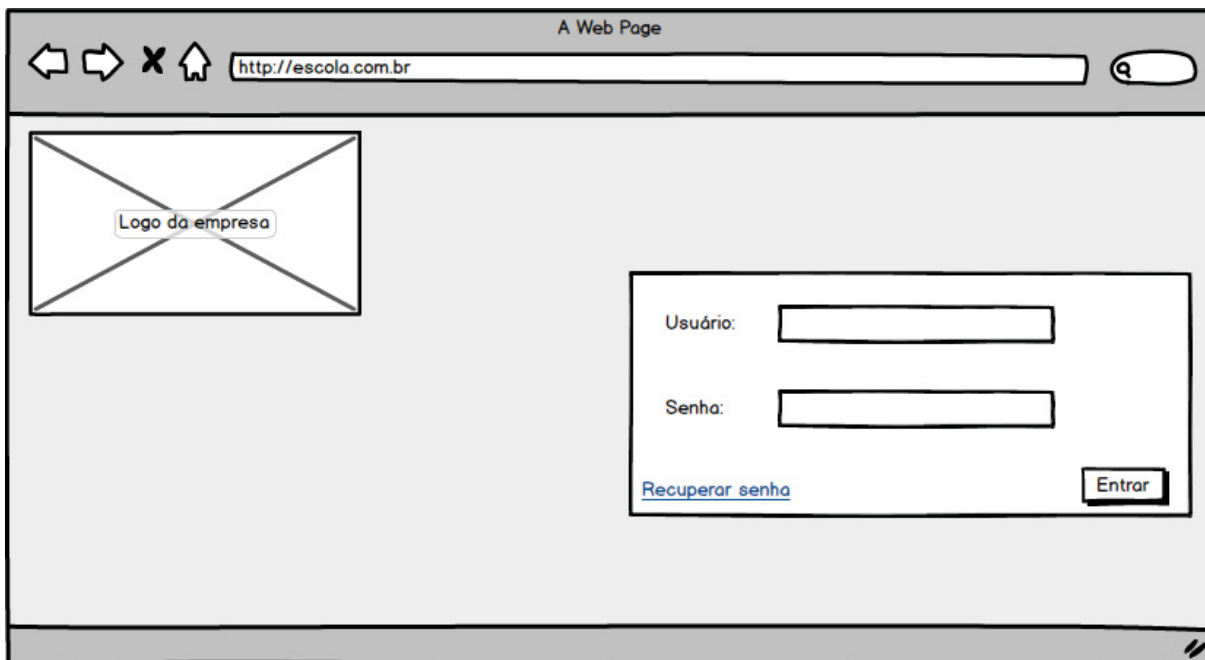 A Web Page
http://escola.com.br
Logo da empresa
Usuário:
Senha:
Recuperar senha
Entrar